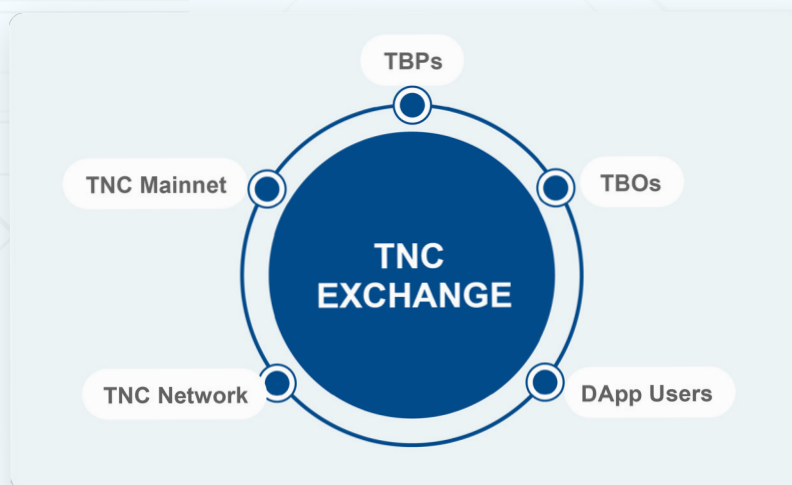 TBPs
TNC Mainnet
TBOs
TNC
EXCHANGE
TNC Network
DApp Users